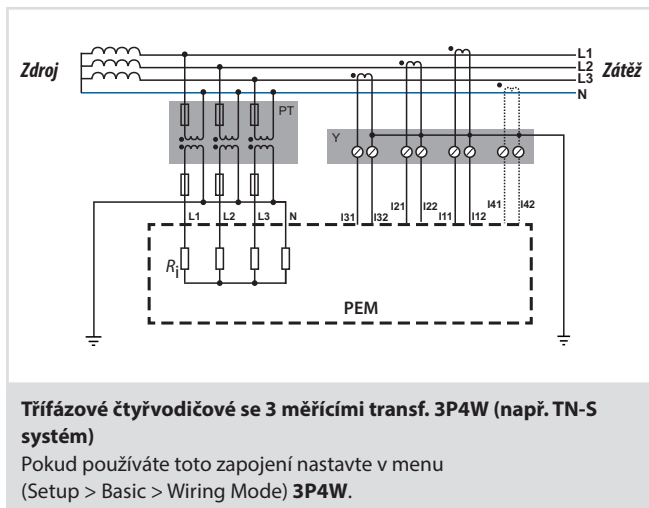 Zdroj
L1
L2
L3
N
Zátěž
PT
Y
L1 L2 L3 N
I31 I32 I21 I22 I11 I12 I41 I42
Ri
PEM
Třífázové čtyřvodičové se 3 měřícími transf. 3P4W (např. TN-S
systém)
Pokud používáte toto zapojení nastavte v menu
(Setup > Basic > Wiring Mode) 3P4W.